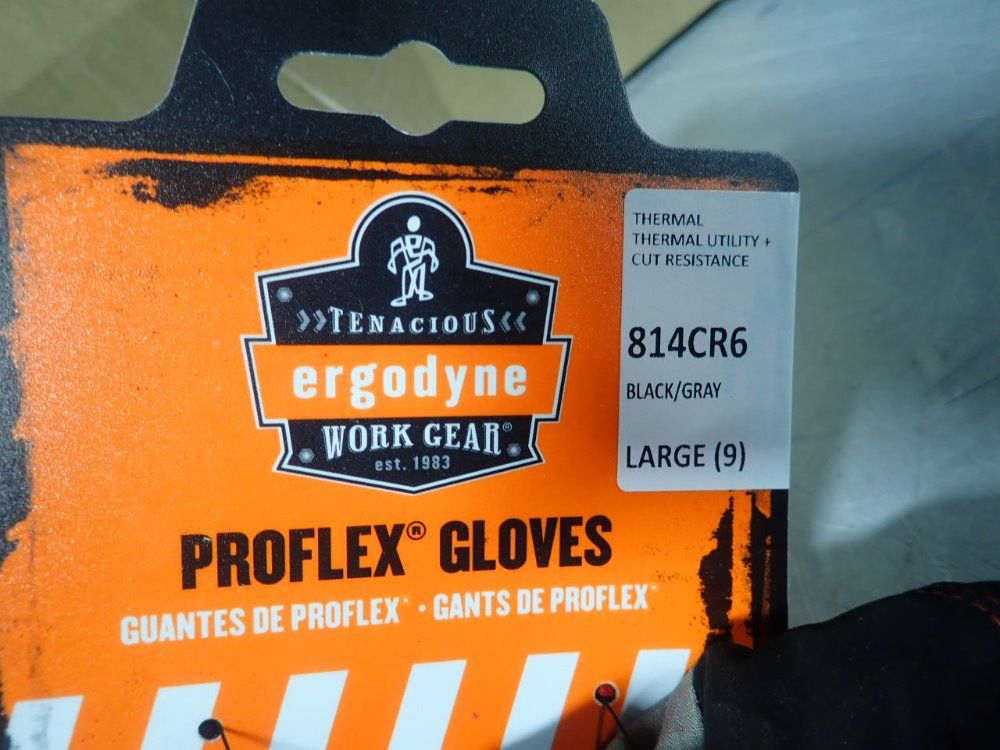 THERMAL
THERMAL UTILITY +
CUT RESISTANCE
814CR6
BLACK/GRAY
LARGE (9)
»TENACIOUS«
ergodyne
WORK GEAR®
est. 1983
PROFLEX® GLOVES
GUANTES DE PROFLEX® · GANTS DE PROFLEX®